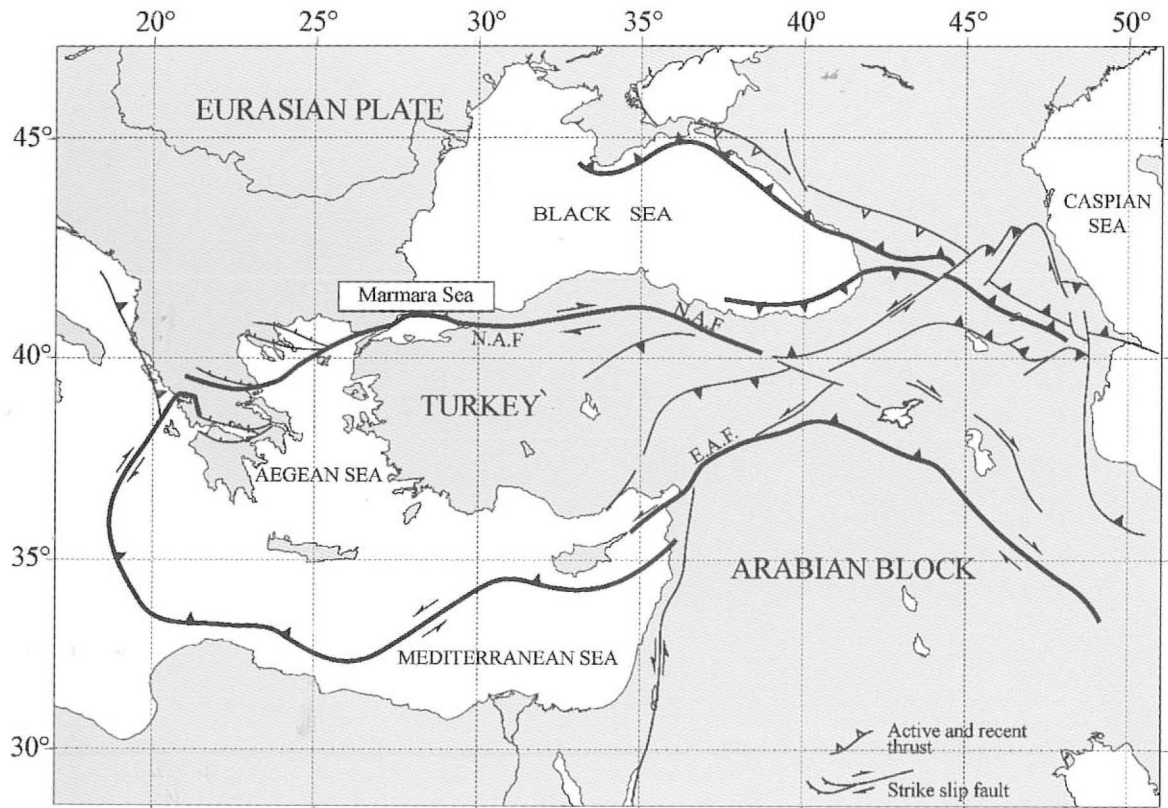 20° 25° 30° 35° 40° 45° 50°
EURASIAN PLATE
45°
BLACK SEA
CASPIAN
SEA
Marmara Sea
N.A.F
N.A.F
40°
TURKEY
E.A.F.
AEGEAN SEA
35°
ARABIAN BLOCK
MEDITERRANEAN SEA
30°
Active and recent
thrust
Strike slip fault